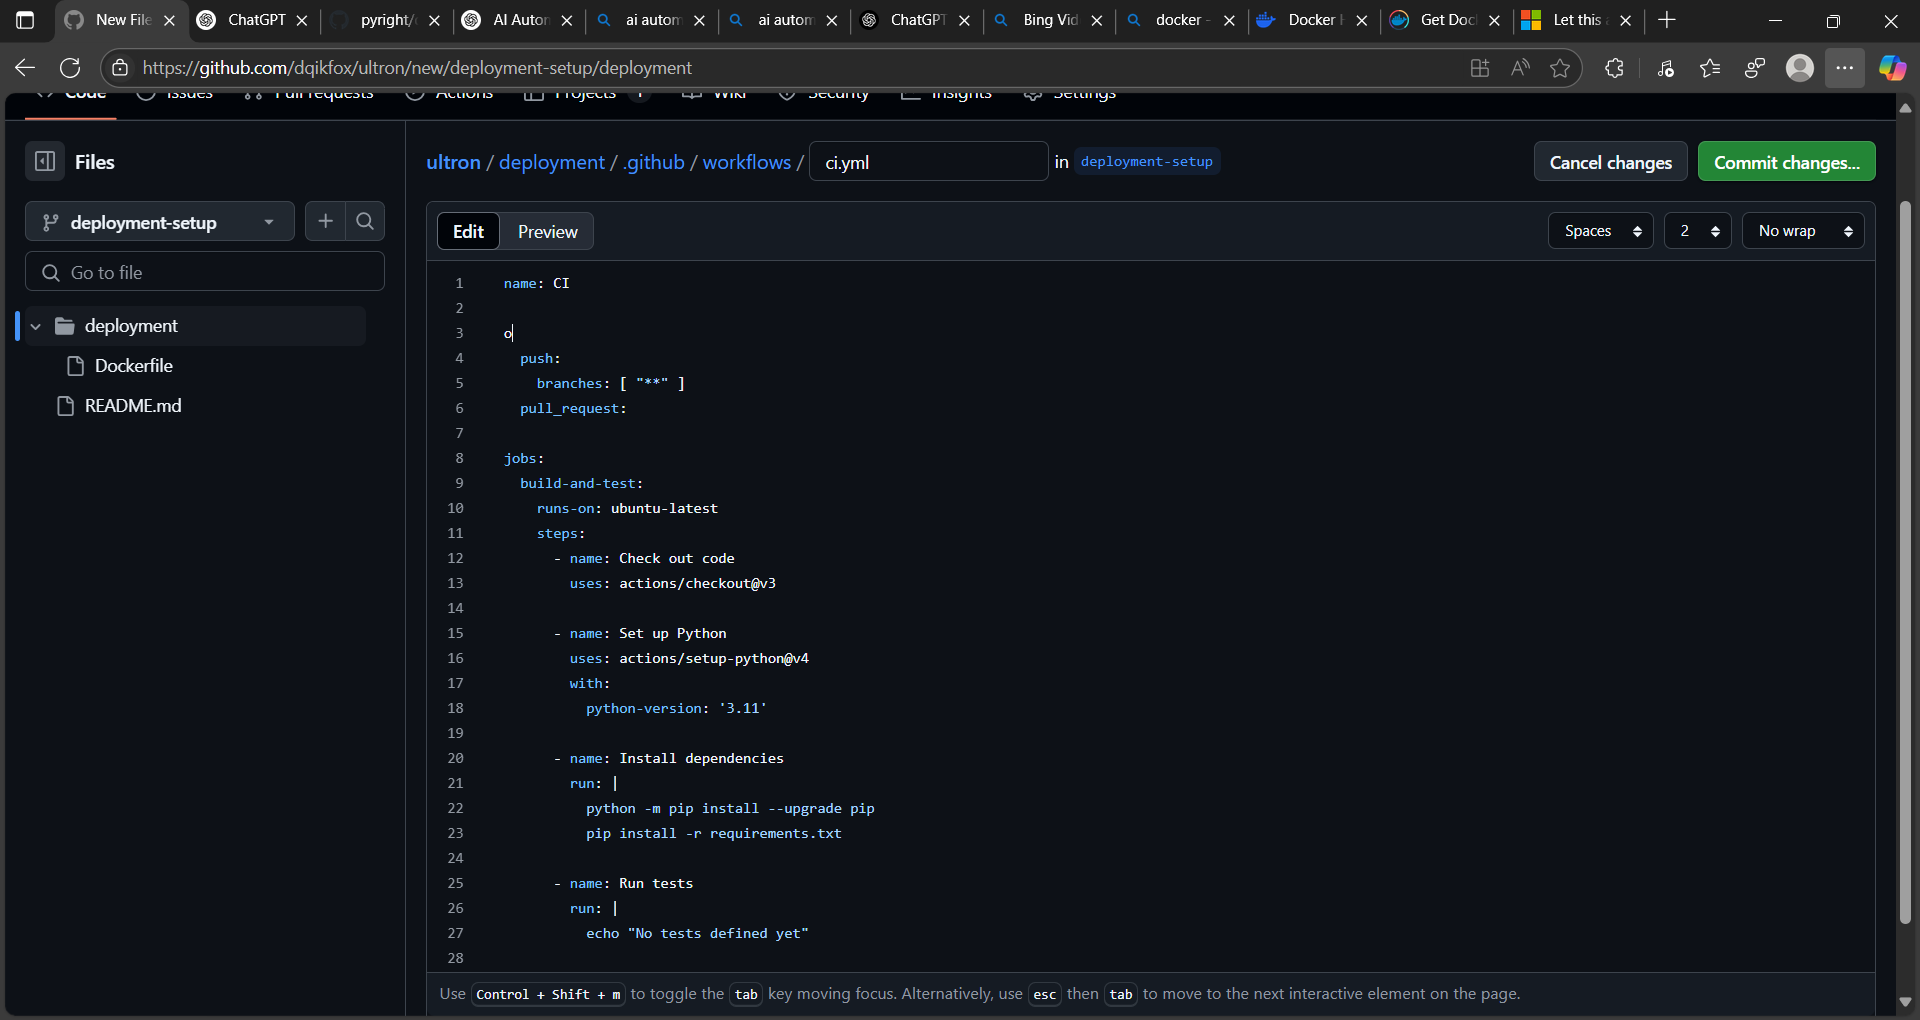 New File
ChatGPT
pyright/
AI Auton
ai autom
ai autom
ChatGPT
Bing Vid
docker -
Docker
Get Doc
Let this
https://github.com/dqikfox/ultron/new/deployment-setup/deployment
Code
Issues
Pull requests
Actions
Projects
Wiki
Security
Insights
Settings
Files
ultron / deployment / .github / workflows / ci.yml in deployment-setup
Cancel changes
Commit changes...
deployment-setup
Go to file
deployment
Dockerfile
README.md
Edit
Preview
Spaces
2
No wrap
1 name: CI
2
3 o
4 push:
5 branches: [ "**" ]
6 pull_request:
7
8 jobs:
9 build-and-test:
10 runs-on: ubuntu-latest
11 steps:
12 - name: Check out code
13 uses: actions/checkout@v3
14
15 - name: Set up Python
16 uses: actions/setup-python@v4
17 with:
18 python-version: '3.11'
19
20 - name: Install dependencies
21 run: |
22 python -m pip install --upgrade pip
23 pip install -r requirements.txt
24
25 - name: Run tests
26 run: |
27 echo "No tests defined yet"
28
Use Control + Shift + m to toggle the tab key moving focus. Alternatively, use esc then tab to move to the next interactive element on the page.